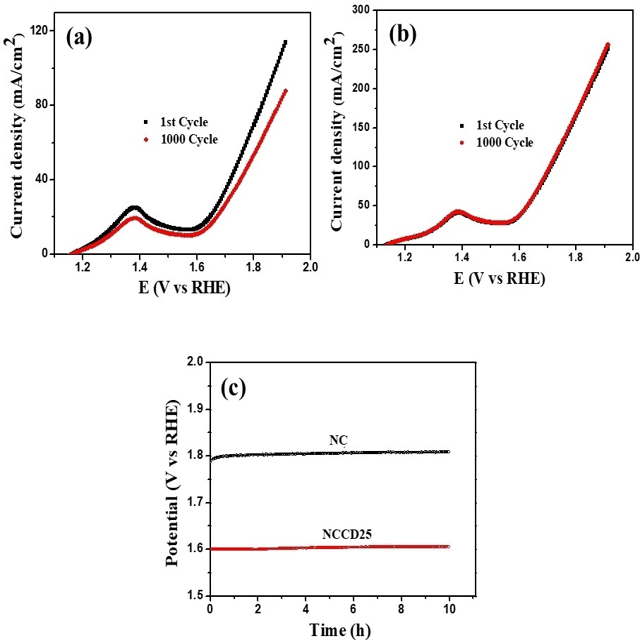 (a)
Current density (mA/cm²)
120
80
40
0
1st Cycle
1000 Cycle
1.2
1.4
1.6
1.8
2.0
E (V vs RHE)
(b)
Current density (mA/cm²)
300
250
200
150
100
50
0
1st Cycle
1000 Cycle
1.2
1.4
1.6
1.8
2.0
E (V vs RHE)
(c)
Potential (V vs RHE)
2.0
1.9
1.8
1.7
1.6
1.5
NC
NCCD25
0
2
4
6
8
10
Time (h)